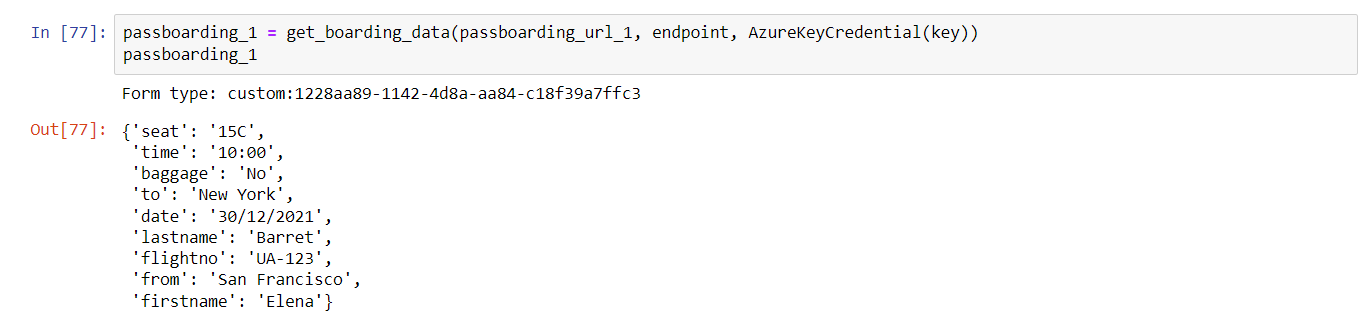 In [77]: passboarding_1 = get_boarding_data(passboarding_url_1, endpoint, AzureKeyCredential(key))
passboarding_1
Form type: custom:1228aa89-1142-4d8a-aa84-c18f39a7ffc3
Out[77]: {'seat': '15C',
'time': '10:00',
'baggage': 'No',
'to': 'New York',
'date': '30/12/2021',
'lastname': 'Barret',
'flightno': 'UA-123',
'from': 'San Francisco',
'firstname': 'Elena'}